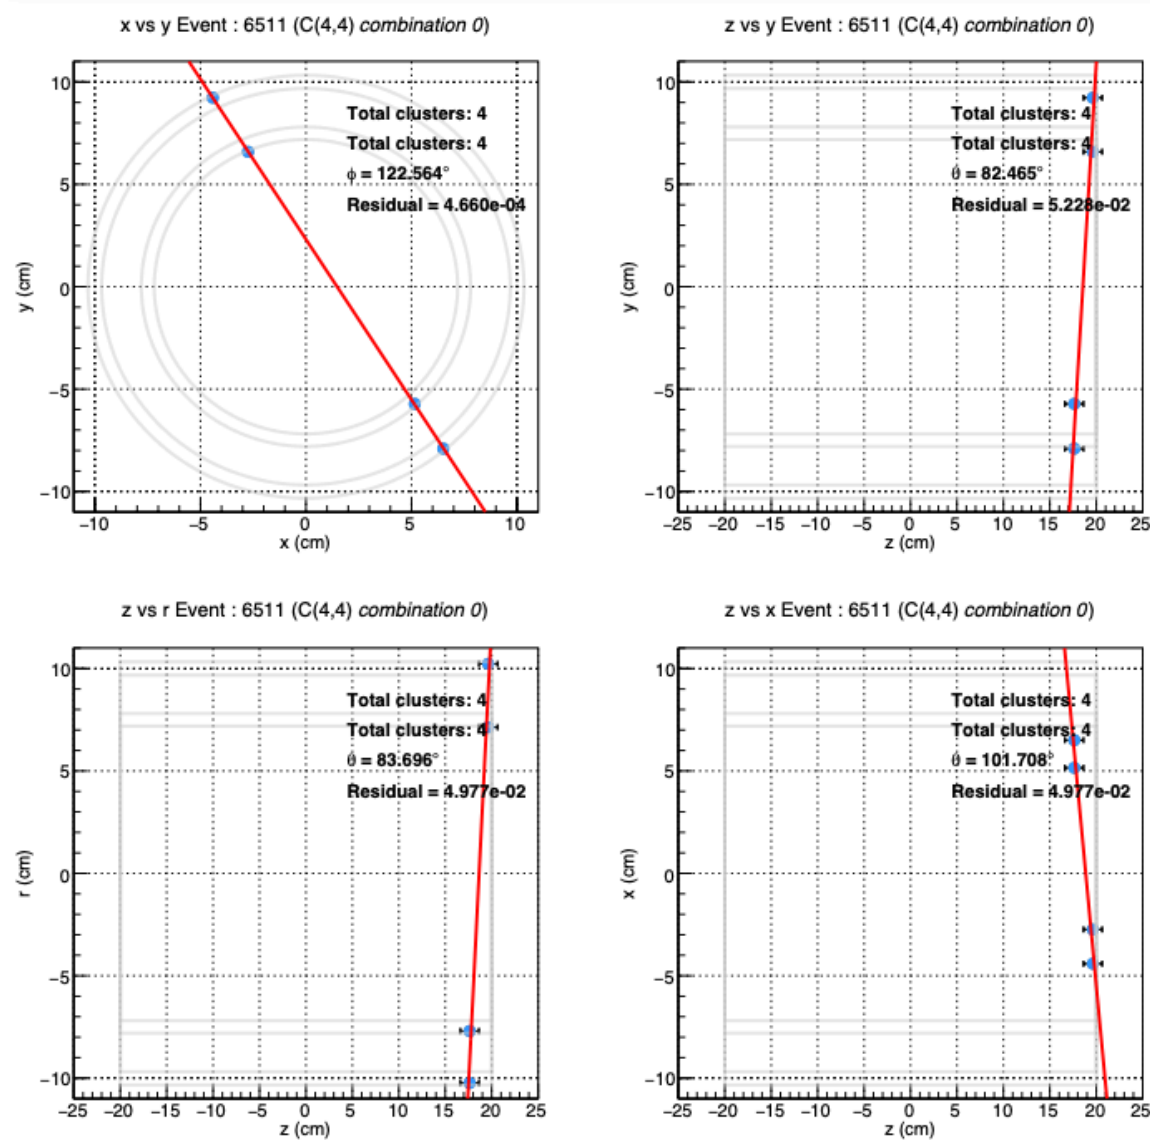 x vs y Event : 6511 (C(4,4) combination 0)
10
5
0
−5
−10
y (cm)
Total clusters: 4
Total clusters: 4
ϕ = 122.564°
Residual = 4.660e-04
−10 −5 0 5 10
x (cm)
z vs y Event : 6511 (C(4,4) combination 0)
10
5
0
−5
−10
y (cm)
Total clusters: 4
Total clusters: 4
θ = 82.465°
Residual = 5.228e-02
−25 −20 −15 −10 −5 0 5 10 15 20 25
z (cm)
z vs r Event : 6511 (C(4,4) combination 0)
10
5
0
−5
−10
r (cm)
Total clusters: 4
Total clusters: 4
θ = 83.696°
Residual = 4.977e-02
−25 −20 −15 −10 −5 0 5 10 15 20 25
z (cm)
z vs x Event : 6511 (C(4,4) combination 0)
10
5
0
−5
−10
x (cm)
Total clusters: 4
Total clusters: 4
θ = 101.708°
Residual = 4.977e-02
−25 −20 −15 −10 −5 0 5 10 15 20 25
z (cm)